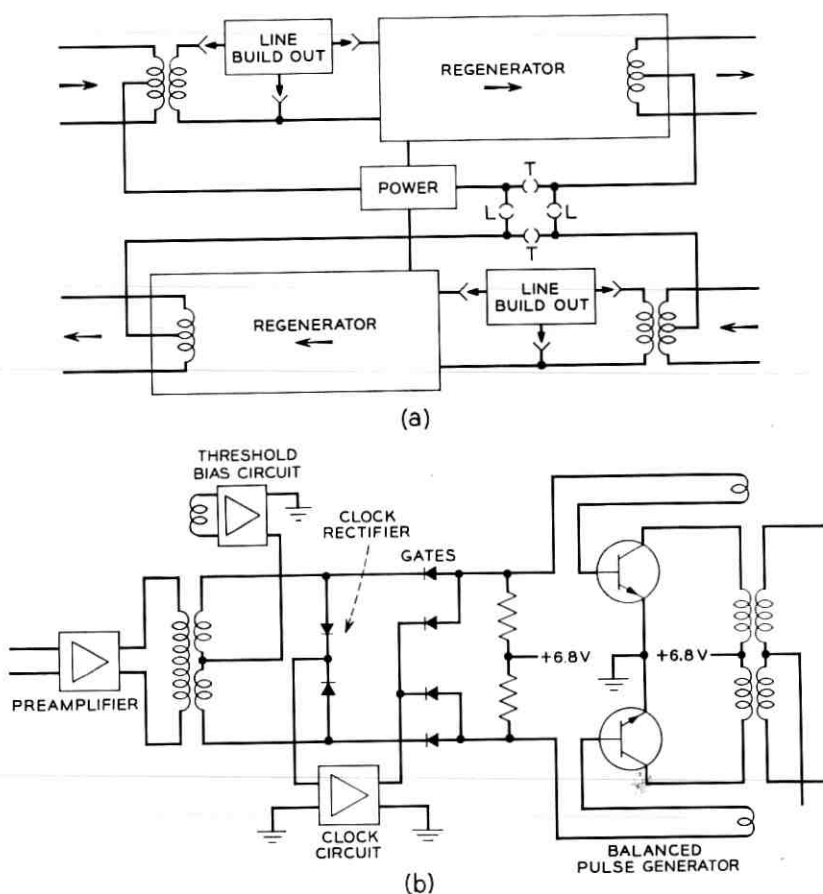 LINE
BUILD OUT
REGENERATOR
POWER
T
L
L
T
REGENERATOR
LINE
BUILD OUT
(a)
THRESHOLD
BIAS CIRCUIT
CLOCK
RECTIFIER
GATES
+6.8V
+6.8V
PREAMPLIFIER
CLOCK
CIRCUIT
BALANCED
PULSE GENERATOR
(b)